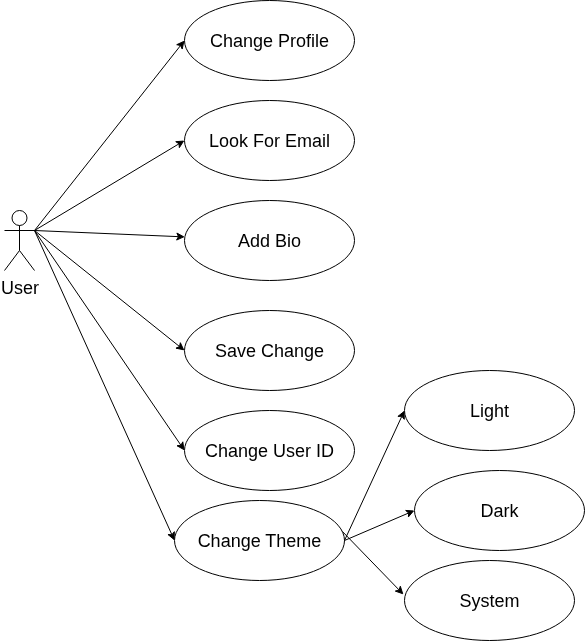 Change Profile
Look For Email
Add Bio
User
Save Change
Change User ID
Change Theme
Light
Dark
System